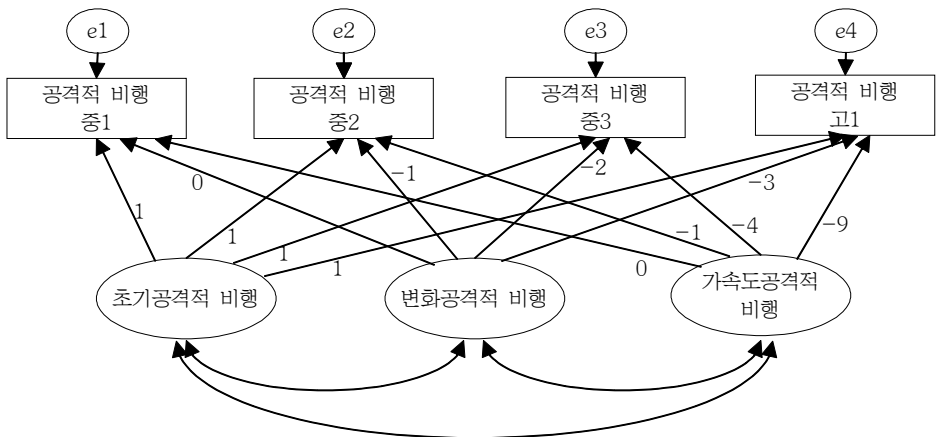 e1
e2
e3
e4
공격적 비행
중1
공격적 비행
중2
공격적 비행
중3
공격적 비행
고1
0
-1
-2
-3
1
1
1
1
0
-1
-4
-9
초기공격적 비행
변화공격적 비행
가속도공격적
비행